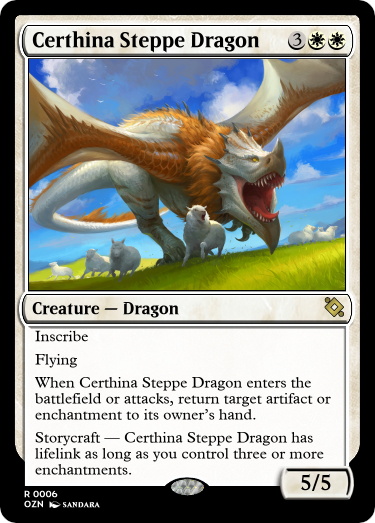 Certhina Steppe Dragon 3
Creature — Dragon
Inscribe
Flying
When Certhina Steppe Dragon enters the
battlefield or attacks, return target artifact or
enchantment to its owner's hand.
Storycraft — Certhina Steppe Dragon has
lifelink as long as you control three or more
enchantments.
5/5
R 0006
OZN SANDARA